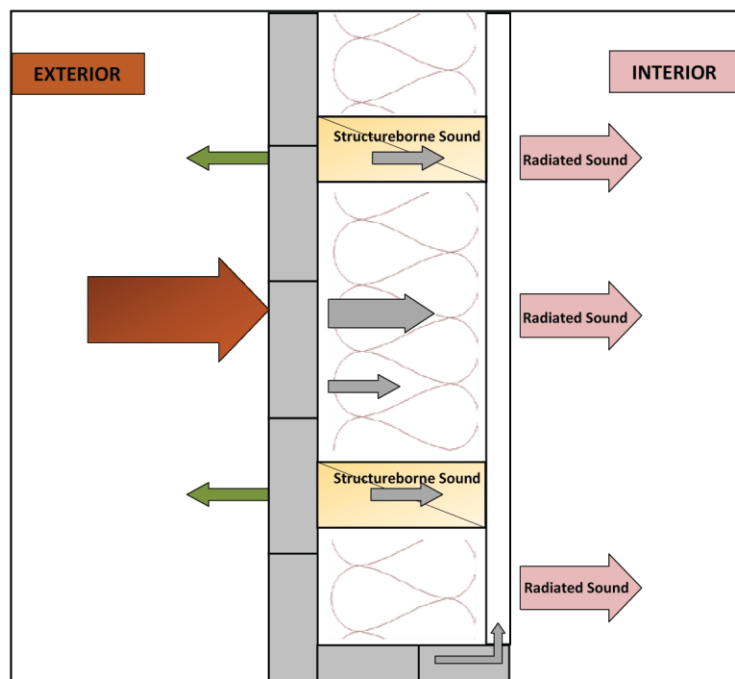 EXTERIOR
INTERIOR
Structureborne Sound
Radiated Sound
Radiated Sound
Structureborne Sound
Radiated Sound